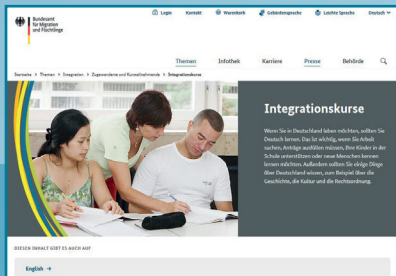 Login Kontakt Warenkorb Gebärdensprache Leichte Sprache Deutsch
Bundesamt
für Migration
und Flüchtlinge
Themen Infothek Karriere Presse Behörde
Startseite > Themen > Integration > Zugewanderte und Kursteilnehmende > Integrationskurse
Integrationskurse
Wenn Sie in Deutschland leben möchten, sollten Sie
Deutsch lernen. Das ist wichtig, wenn Sie Arbeit
suchen, Anträge ausfüllen müssen, Ihre Kinder in der
Schule unterstützen oder neue Menschen kennen
lernen möchten. Außerdem sollten Sie einige Dinge
über Deutschland wissen, zum Beispiel über die
Geschichte, die Kultur und die Rechtsordnung.
DIESEN INHALT GIBT ES AUCH AUF
English →